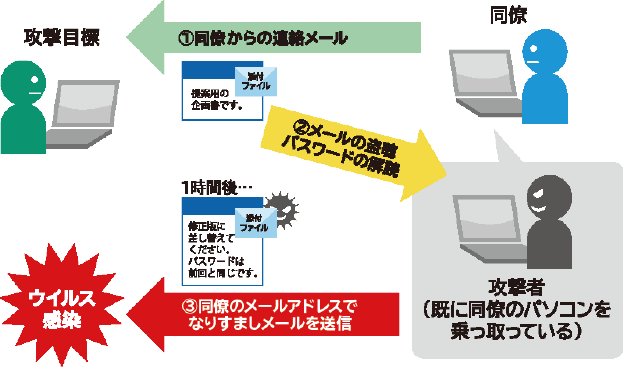 攻撃目標
①同僚からの連絡メール
同僚
添付
ファイル
提案用の
企画書です。
②メールの盗聴
パスワードの解読
1時間後…
添付
ファイル
修正版に
差し替えて
ください。
パスワードは
前回と同じです。
攻撃者
（既に同僚のパソコンを
乗っ取っている）
ウイルス
感染
③同僚のメールアドレスで
なりすましメールを送信